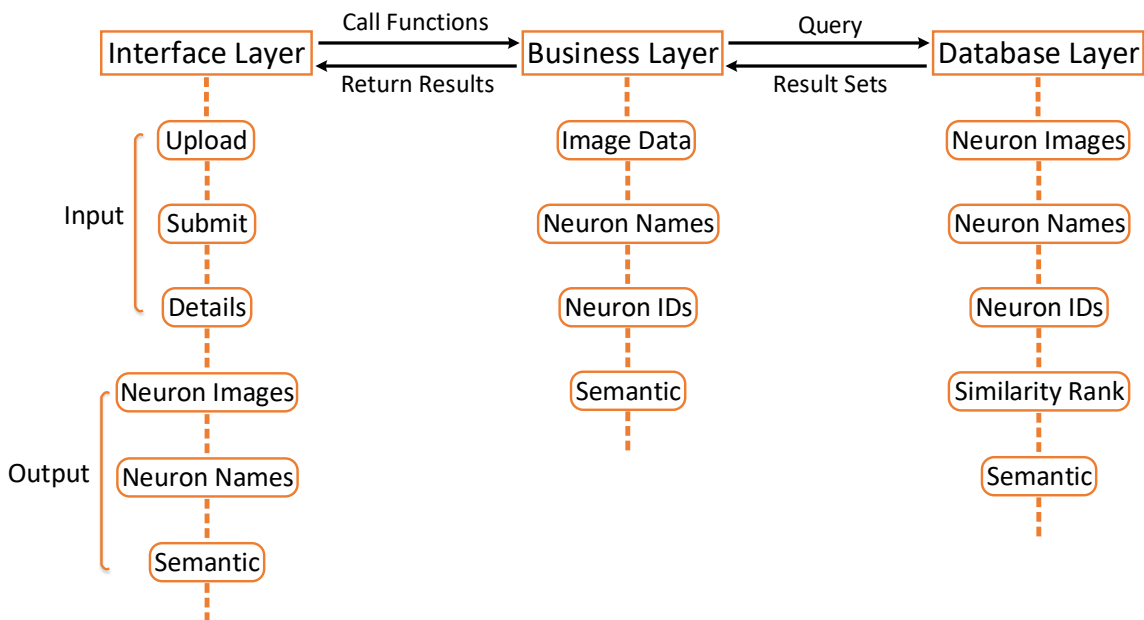 Call Functions
Query
Interface Layer
Business Layer
Database Layer
Return Results
Result Sets
Upload
Image Data
Neuron Images
Input
Submit
Neuron Names
Neuron Names
Details
Neuron IDs
Neuron IDs
Neuron Images
Semantic
Similarity Rank
Output
Neuron Names
Semantic
Semantic